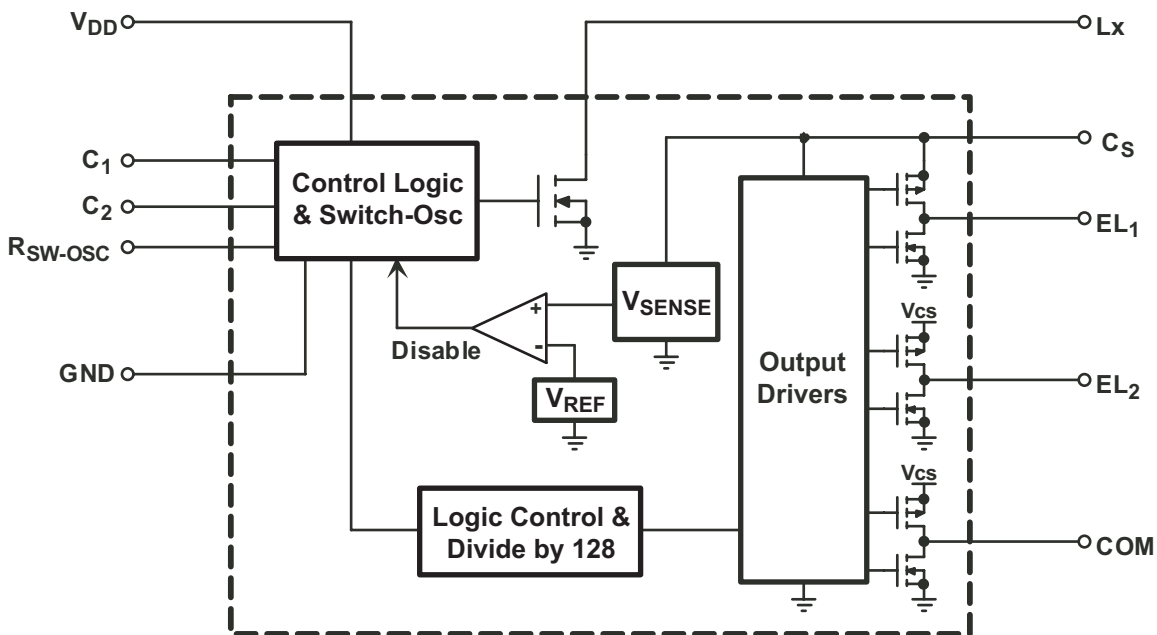 VDD
Lx
C1
Control Logic
& Switch-Osc
CS
C2
RSW-OSC
EL1
VSENSE
+
-
Disable
Vcs
Output
Drivers
GND
EL2
VREF
Vcs
Logic Control &
Divide by 128
COM